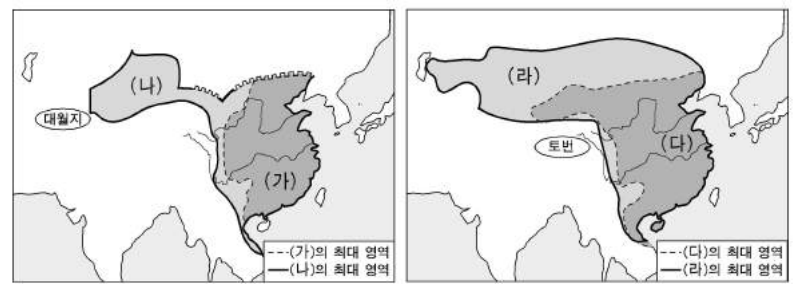 (나)
대월지
(가)
---(가)의 최대 영역
━(나)의 최대 영역
(라)
토번
(다)
---(다)의 최대 영역
━(라)의 최대 영역